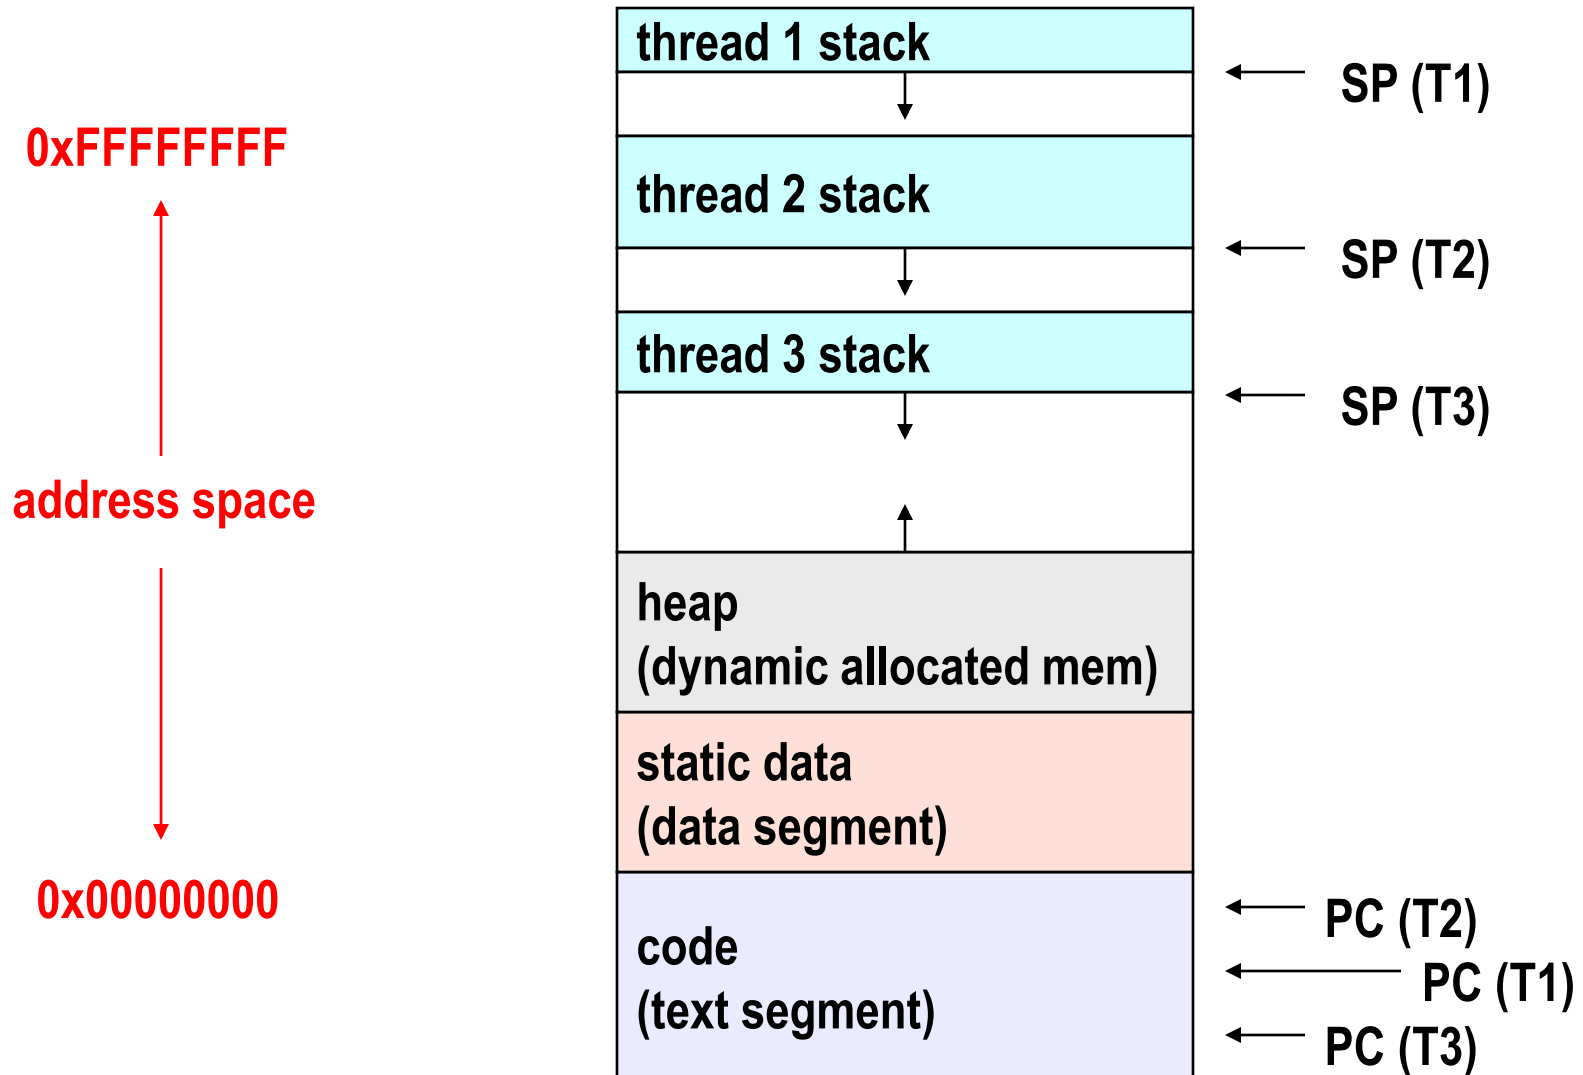 thread 1 stack
SP (T1)
0xFFFFFFFF
thread 2 stack
SP (T2)
thread 3 stack
SP (T3)
address space
heap
(dynamic allocated mem)
static data
(data segment)
0x00000000
code
(text segment)
PC (T2)
PC (T1)
PC (T3)